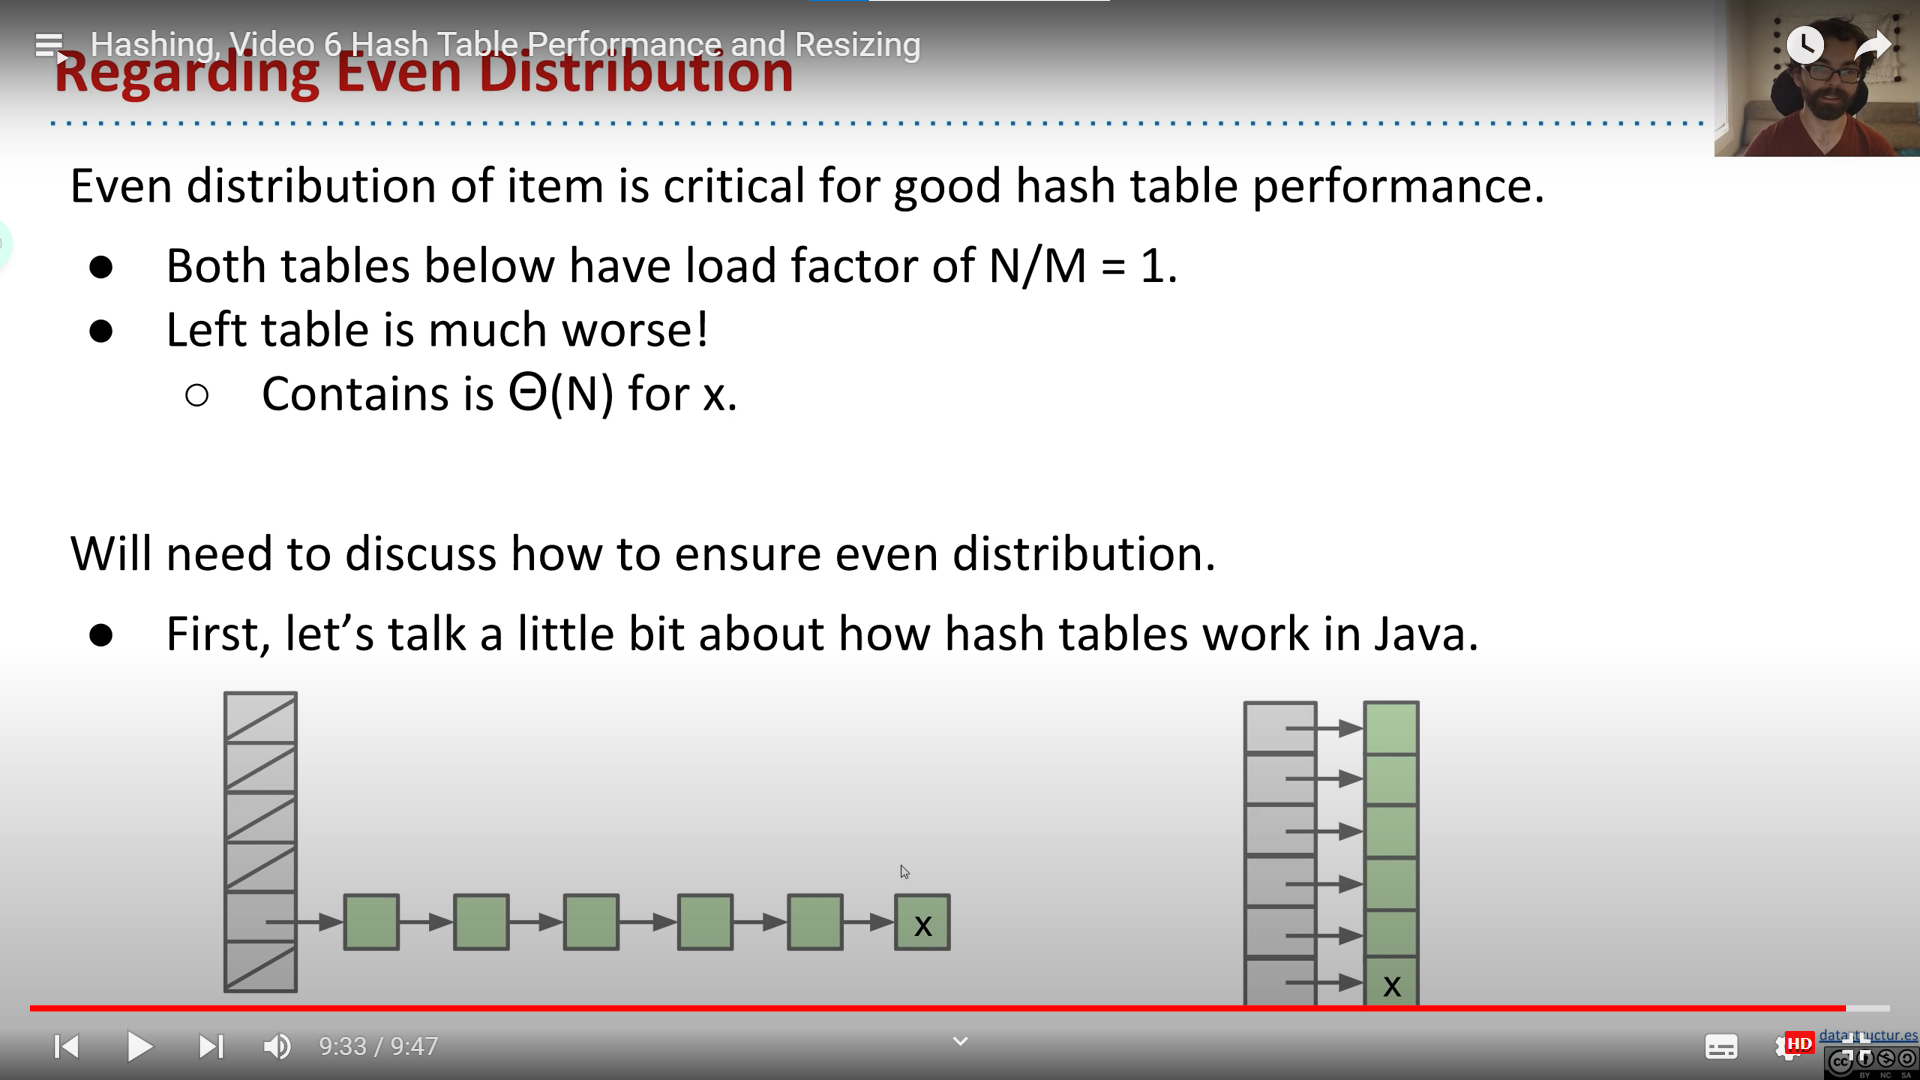 Hashing, Video 6 Hash Table Performance and Resizing
Regarding Even Distribution
Even distribution of item is critical for good hash table performance.
● Both tables below have load factor of N/M = 1.
● Left table is much worse!
○ Contains is Θ(N) for x.
Will need to discuss how to ensure even distribution.
● First, let’s talk a little bit about how hash tables work in Java.
x
x
9:33 / 9:47
HD
datastructur.es
cc
BY NC SA